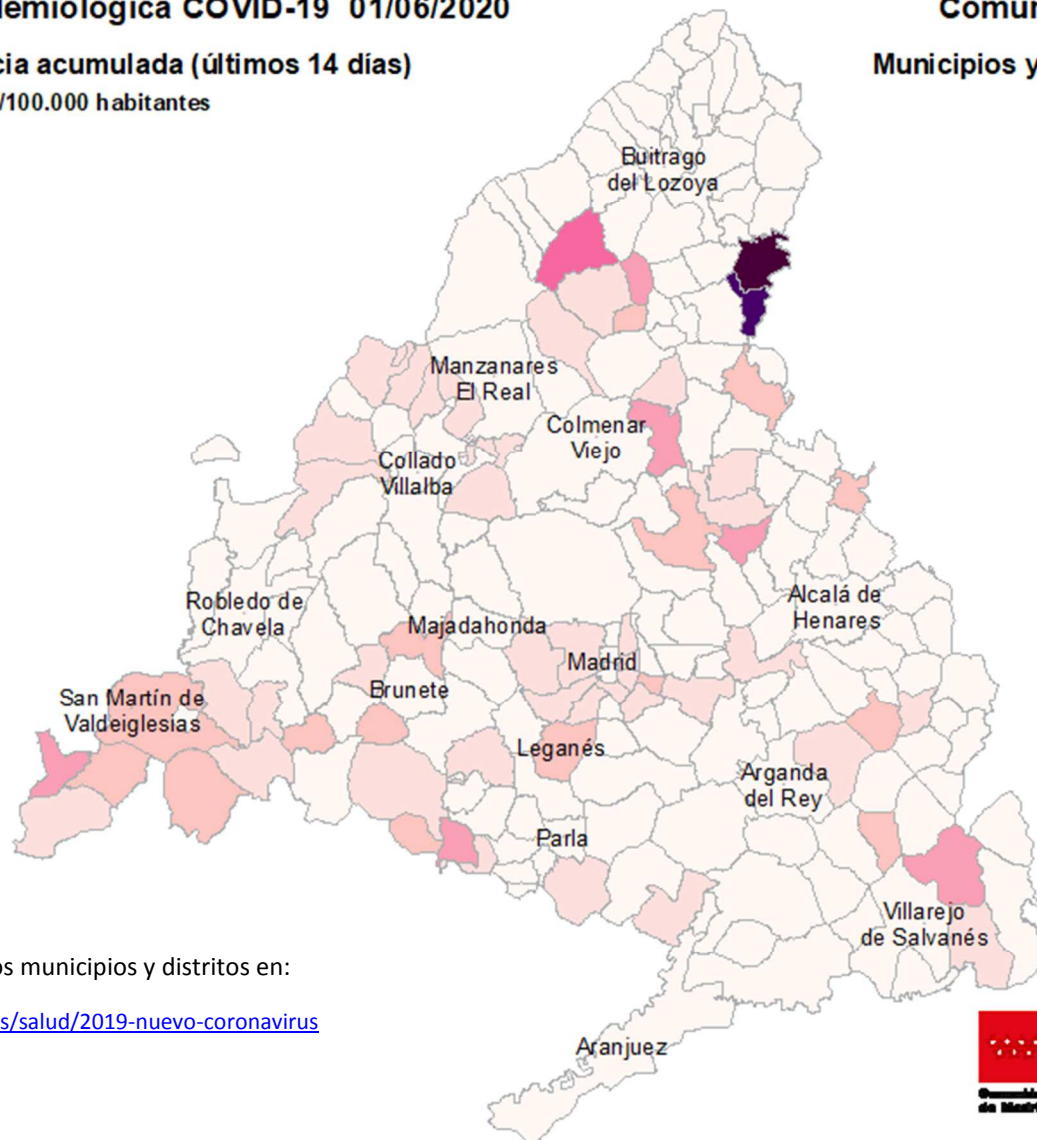 demiológica COVID-19 01/06/2020
Comun
cia acumulada (últimos 14 días)
Municipios y
/100.000 habitantes
Buitrago
del Lozoya
Manzanares
El Real
Colmenar
Viejo
Collado
Villalba
Robledo de
Chavela
Alcalá de
Henares
Majadahonda
Madrid
San Martín de
Valdeiglesias
Brunete
Leganés
Arganda
del Rey
Parla
Villarejo
de Salvanés
os municipios y distritos en:
s/salud/2019-nuevo-coronavirus
Aranjuez